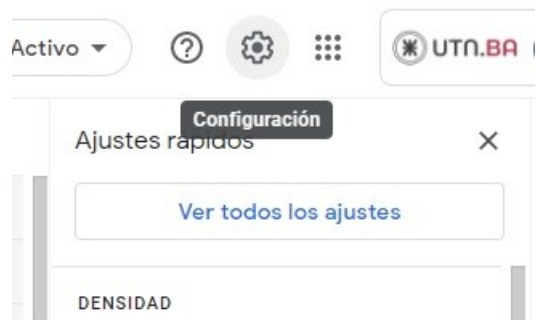 Activo
UTN.BA
Configuración
Ajustes rápidos
Ver todos los ajustes
DENSIDAD